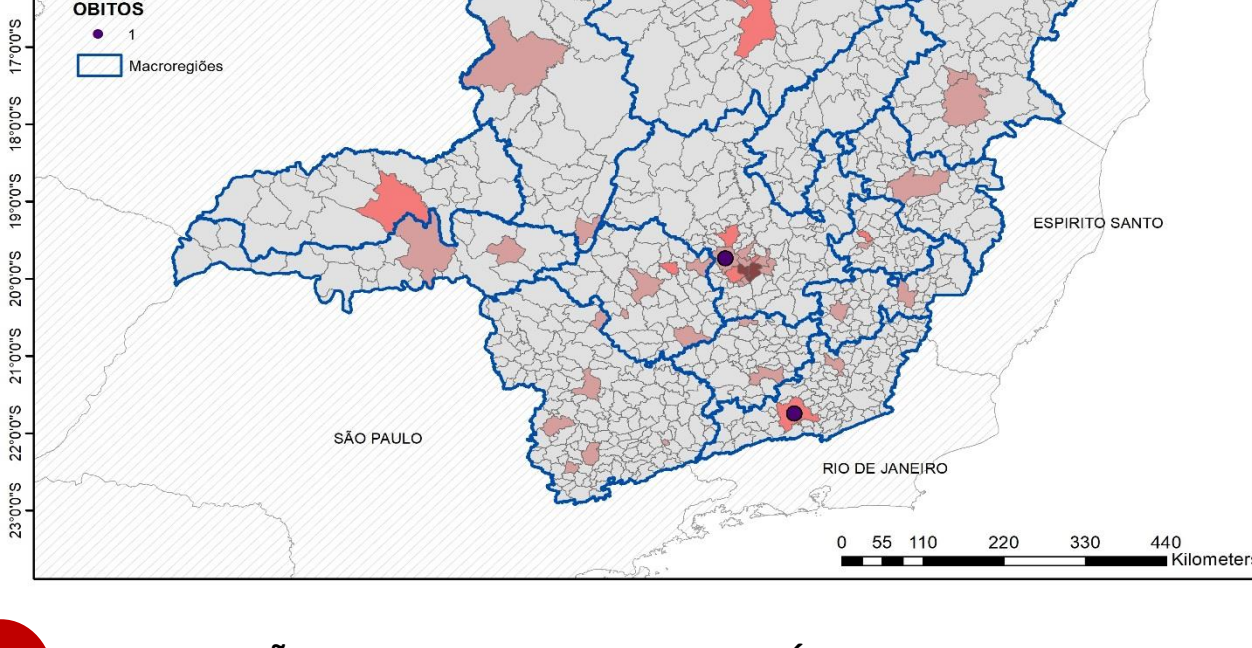 OBITOS
1
Macroregiões
17°0'0"S
18°0'0"S
19°0'0"S
20°0'0"S
21°0'0"S
22°0'0"S
23°0'0"S
ESPIRITO SANTO
SÃO PAULO
RIO DE JANEIRO
0 55 110 220 330 440
Kilometers